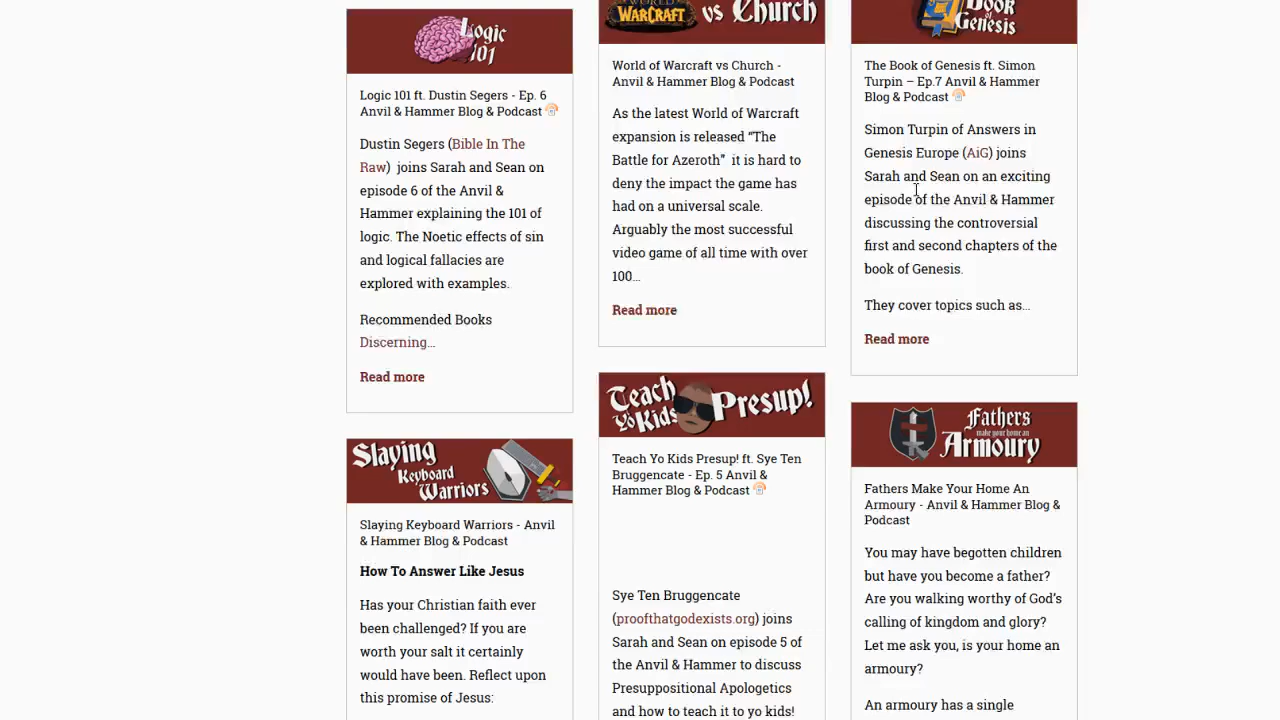 Logic
101
Logic 101 ft. Dustin Segers - Ep. 6
Anvil & Hammer Blog & Podcast
Dustin Segers (Bible In The
Raw)  joins Sarah and Sean on
episode 6 of the Anvil &
Hammer explaining the 101 of
logic. The Noetic effects of sin
and logical fallacies are
explored with examples.
Recommended Books
Discerning...
Read more
Slaying
Keyboard
Warriors
Slaying Keyboard Warriors - Anvil
& Hammer Blog & Podcast
How To Answer Like Jesus
Has your Christian faith ever
been challenged? If you are
worth your salt it certainly
would have been. Reflect upon
this promise of Jesus:
World of
WarCraft vs Church
World of Warcraft vs Church -
Anvil & Hammer Blog & Podcast
As the latest World of Warcraft
expansion is released “The
Battle for Azeroth”  it is hard to
deny the impact the game has
had on a universal scale.
Arguably the most successful
video game of all time with over
100...
Read more
Teach
Yo Kids Presup!
Teach Yo Kids Presup! ft. Sye Ten
Bruggencate - Ep. 5 Anvil &
Hammer Blog & Podcast
Sye Ten Bruggencate
(proofthatgodexists.org) joins
Sarah and Sean on episode 5 of
the Anvil & Hammer to discuss
Presuppositional Apologetics
and how to teach it to yo kids!
Book
of
Genesis
The Book of Genesis ft. Simon
Turpin – Ep.7 Anvil & Hammer
Blog & Podcast
Simon Turpin of Answers in
Genesis Europe (AiG) joins
Sarah and Sean on an exciting
episode of the Anvil & Hammer
discussing the controversial
first and second chapters of the
book of Genesis.
They cover topics such as...
Read more
Fathers
make your home an
Armoury
Fathers Make Your Home An
Armoury - Anvil & Hammer Blog &
Podcast
You may have begotten children
but have you become a father?
Are you walking worthy of God’s
calling of kingdom and glory?
Let me ask you, is your home an
armoury?
An armoury has a single